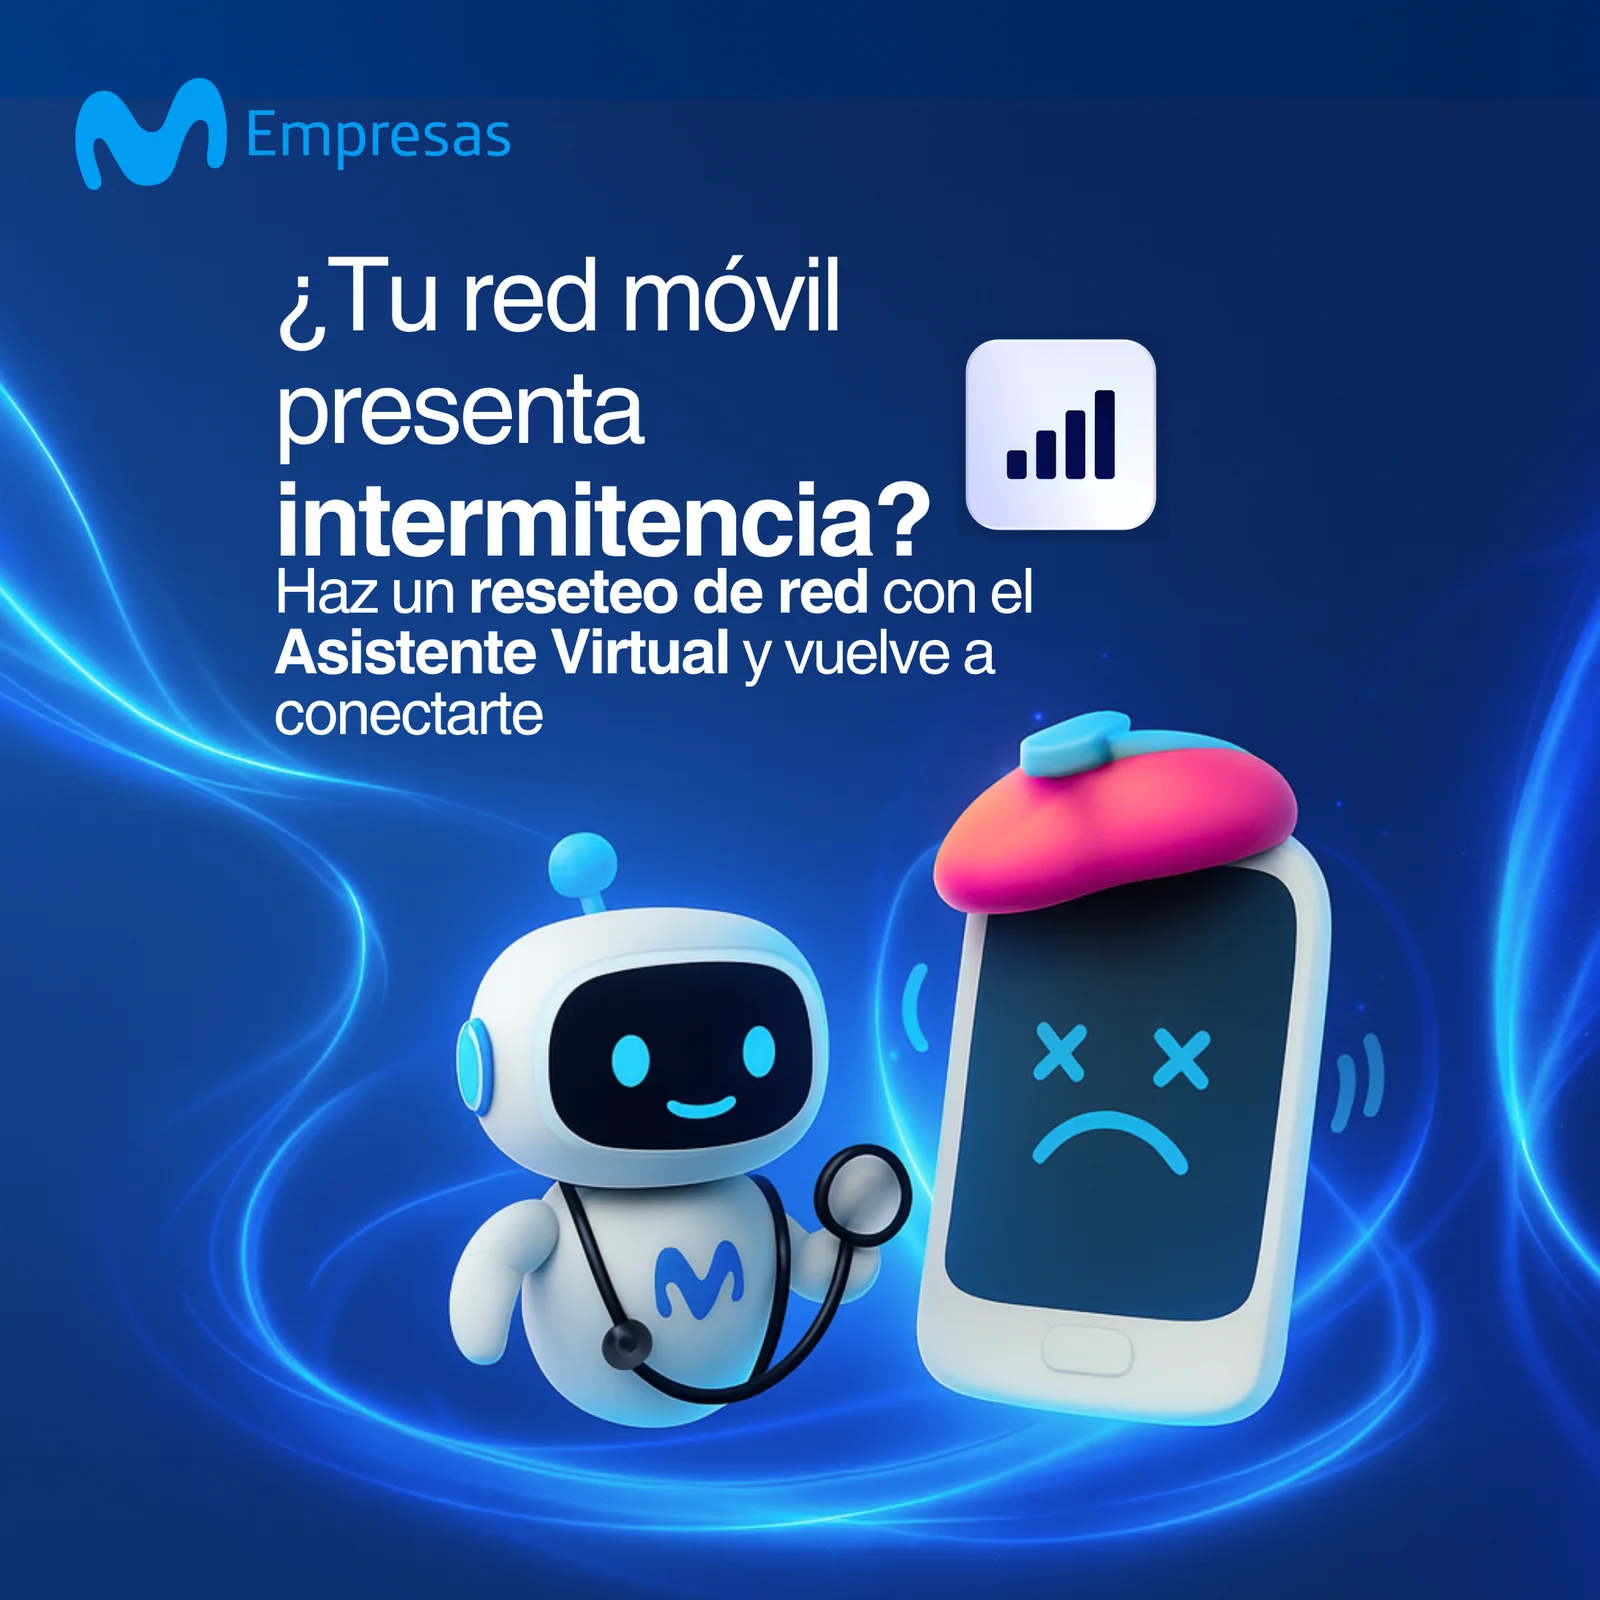 Empresas
¿Tu red móvil
presenta
intermitencia?
Haz un reseteo de red con el
Asistente Virtual y vuelve a
conectarte